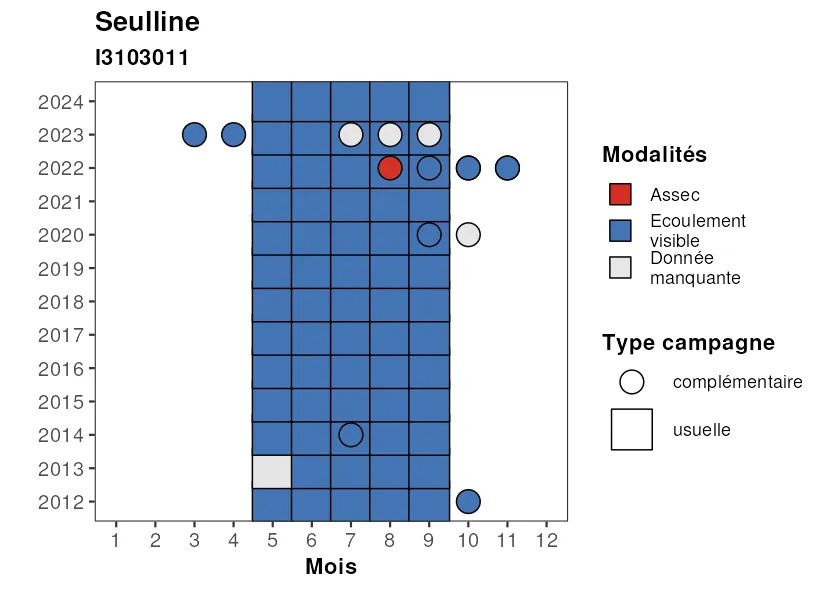 Seulline
I3103011
2024
2023
2022
2021
2020
2019
2018
2017
2016
2015
2014
2013
2012
1 2 3 4 5 6 7 8 9 10 11 12
Mois
Modalités
Assec
Ecoulement
visible
Donnée
manquante
Type campagne
complémentaire
usuelle